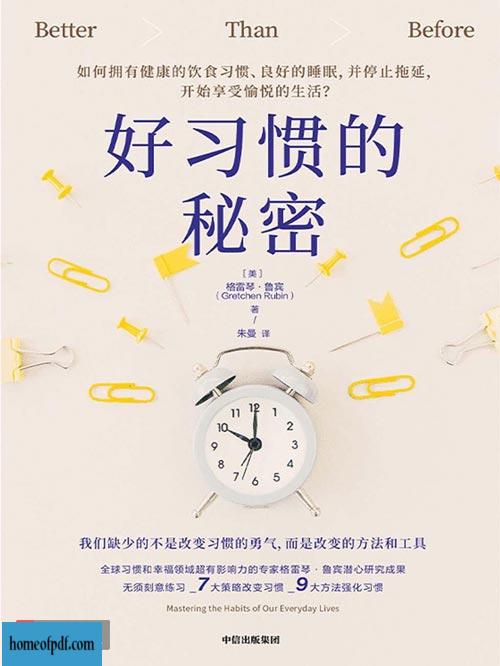 Better > Than > Before
如何拥有健康的饮食习惯、良好的睡眠，并停止拖延，
开始享受愉悦的生活？
好习惯的
秘密
［美］
格雷琴·鲁宾
（Gretchen Rubin）
著
/
朱曼 译
11 12 1
10 2
9 3
8 4
7 6 5
我们缺少的不是改变习惯的勇气，而是改变的方法和工具
全球习惯和幸福领域超有影响力的专家格雷琴·鲁宾潜心研究成果
无须刻意练习 7大策略改变习惯 9大方法强化习惯
Mastering the Habits of Our Everyday Lives
homeofpdf.com
中信出版集团